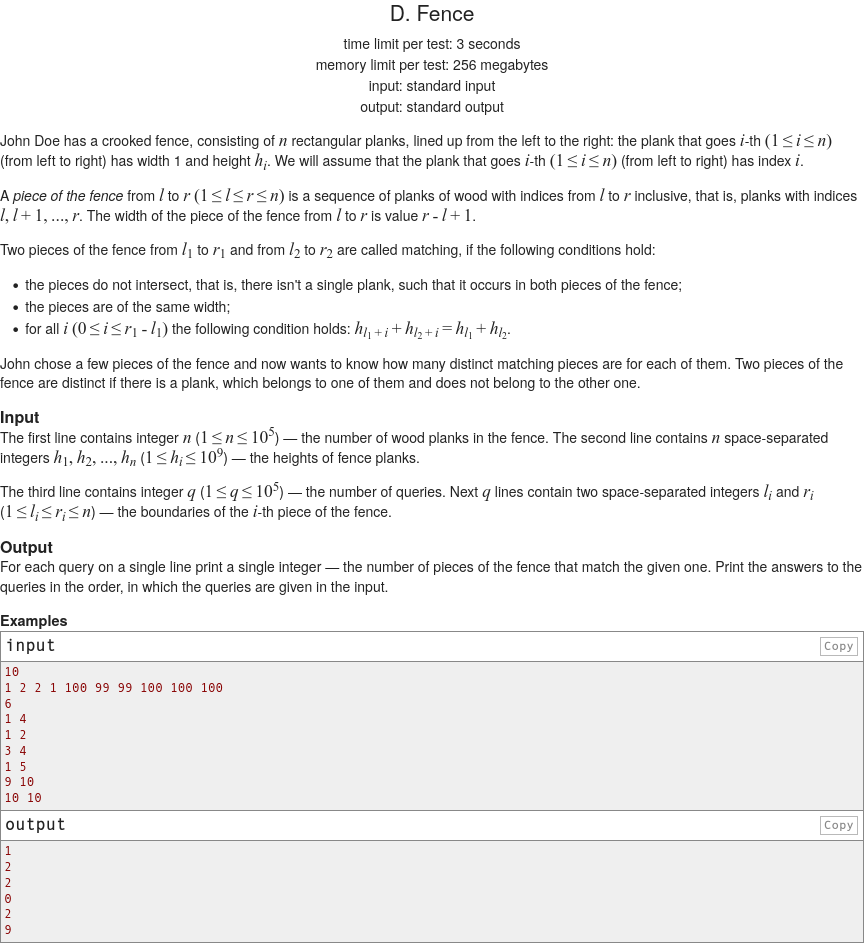 D. Fence
time limit per test: 3 seconds
memory limit per test: 256 megabytes
input: standard input
output: standard output
John Doe has a crooked fence, consisting of n rectangular planks, lined up from the left to the right: the plank that goes i-th (1 ≤ i ≤ n)
(from left to right) has width 1 and height h_i. We will assume that the plank that goes i-th (1 ≤ i ≤ n) (from left to right) has index i.
A piece of the fence from l to r (1 ≤ l ≤ r ≤ n) is a sequence of planks of wood with indices from l to r inclusive, that is, planks with indices
l, l + 1, ..., r. The width of the piece of the fence from l to r is value r - l + 1.
Two pieces of the fence from l_1 to r_1 and from l_2 to r_2 are called matching, if the following conditions hold:
• the pieces do not intersect, that is, there isn't a single plank, such that it occurs in both pieces of the fence;
• the pieces are of the same width;
• for all i (0 ≤ i ≤ r_1 - l_1) the following condition holds: h_{l_1 + i} + h_{l_2 + i} = h_{l_1} + h_{l_2}.
John chose a few pieces of the fence and now wants to know how many distinct matching pieces are for each of them. Two pieces of the
fence are distinct if there is a plank, which belongs to one of them and does not belong to the other one.
Input
The first line contains integer n (1 ≤ n ≤ 10^5) — the number of wood planks in the fence. The second line contains n space-separated
integers h_1, h_2, ..., h_n (1 ≤ h_i ≤ 10^9) — the heights of fence planks.
The third line contains integer q (1 ≤ q ≤ 10^5) — the number of queries. Next q lines contain two space-separated integers l_i and r_i
(1 ≤ l_i ≤ r_i ≤ n) — the boundaries of the i-th piece of the fence.
Output
For each query on a single line print a single integer — the number of pieces of the fence that match the given one. Print the answers to the
queries in the order, in which the queries are given in the input.
Examples
input
Copy
10
1 2 2 1 100 99 99 100 100 100
6
1 4
1 2
3 4
1 5
9 10
10 10
output
Copy
1
2
2
0
2
9